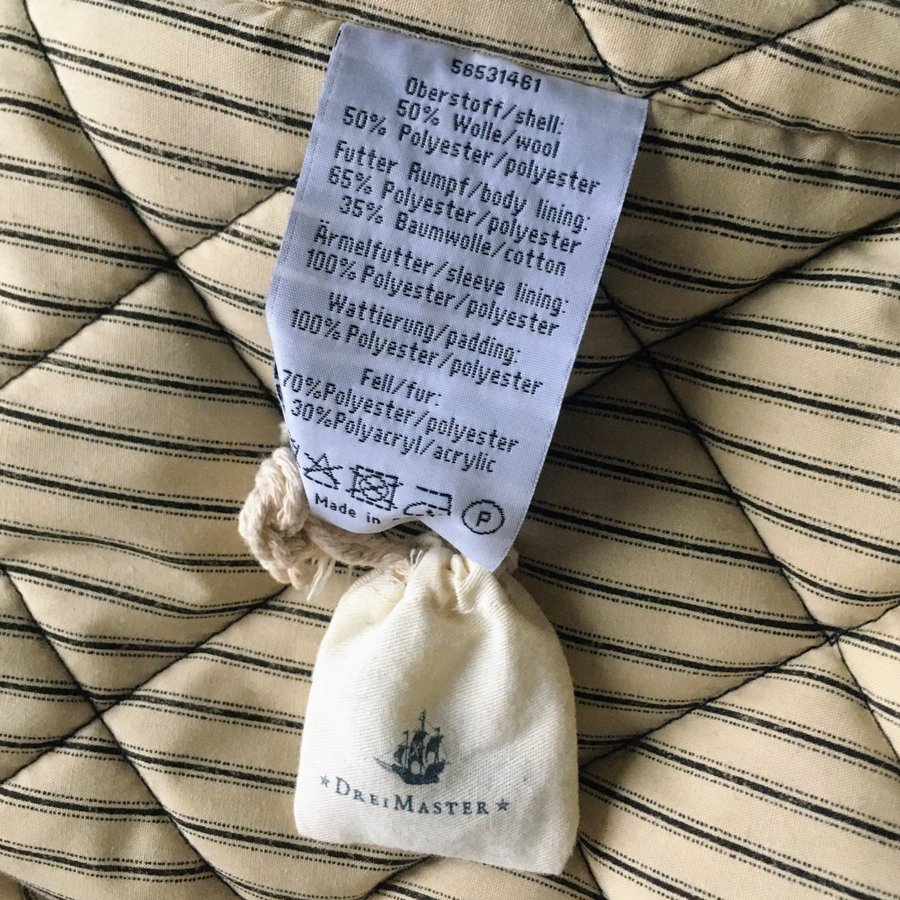 56531461
Oberstoff/shell:
50% Wolle/wool
50% Polyester/polyester
Futter Rumpf/body lining:
65% Polyester/polyester
35% Baumwolle/cotton
Ärmelfutter/sleeve lining:
100% Polyester/polyester
Wattierung/padding:
100% Polyester/polyester
Fell/fur:
70%Polyester/polyester
30%Polyacryl/acrylic
P
Made in
★ DREIMASTER ★